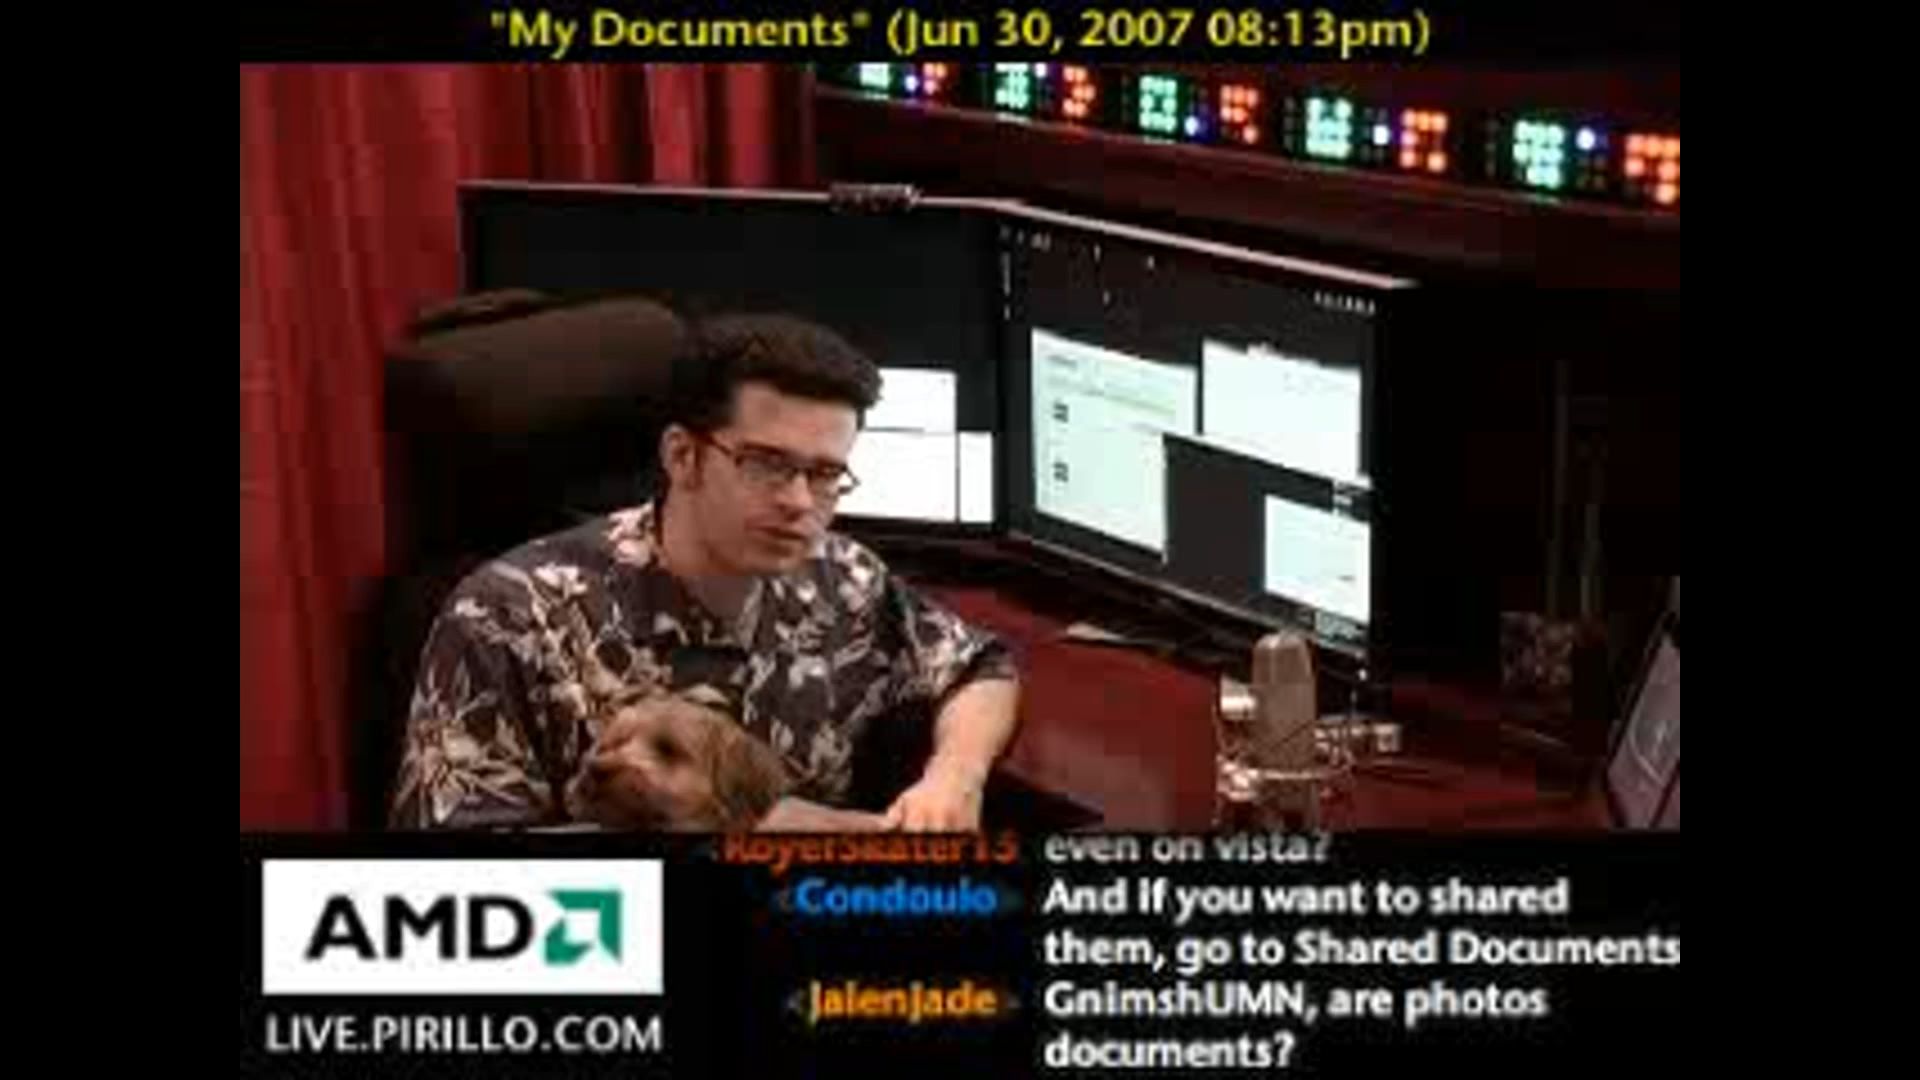 "My Documents" (Jun 30, 2007 08:13pm)
<RoyerSkater13 even on vista?
<Condoulo> And if you want to shared
them, go to Shared Documents
<JalenJade> GnimshUMN, are photos
documents?
AMD
LIVE.PIRILLO.COM